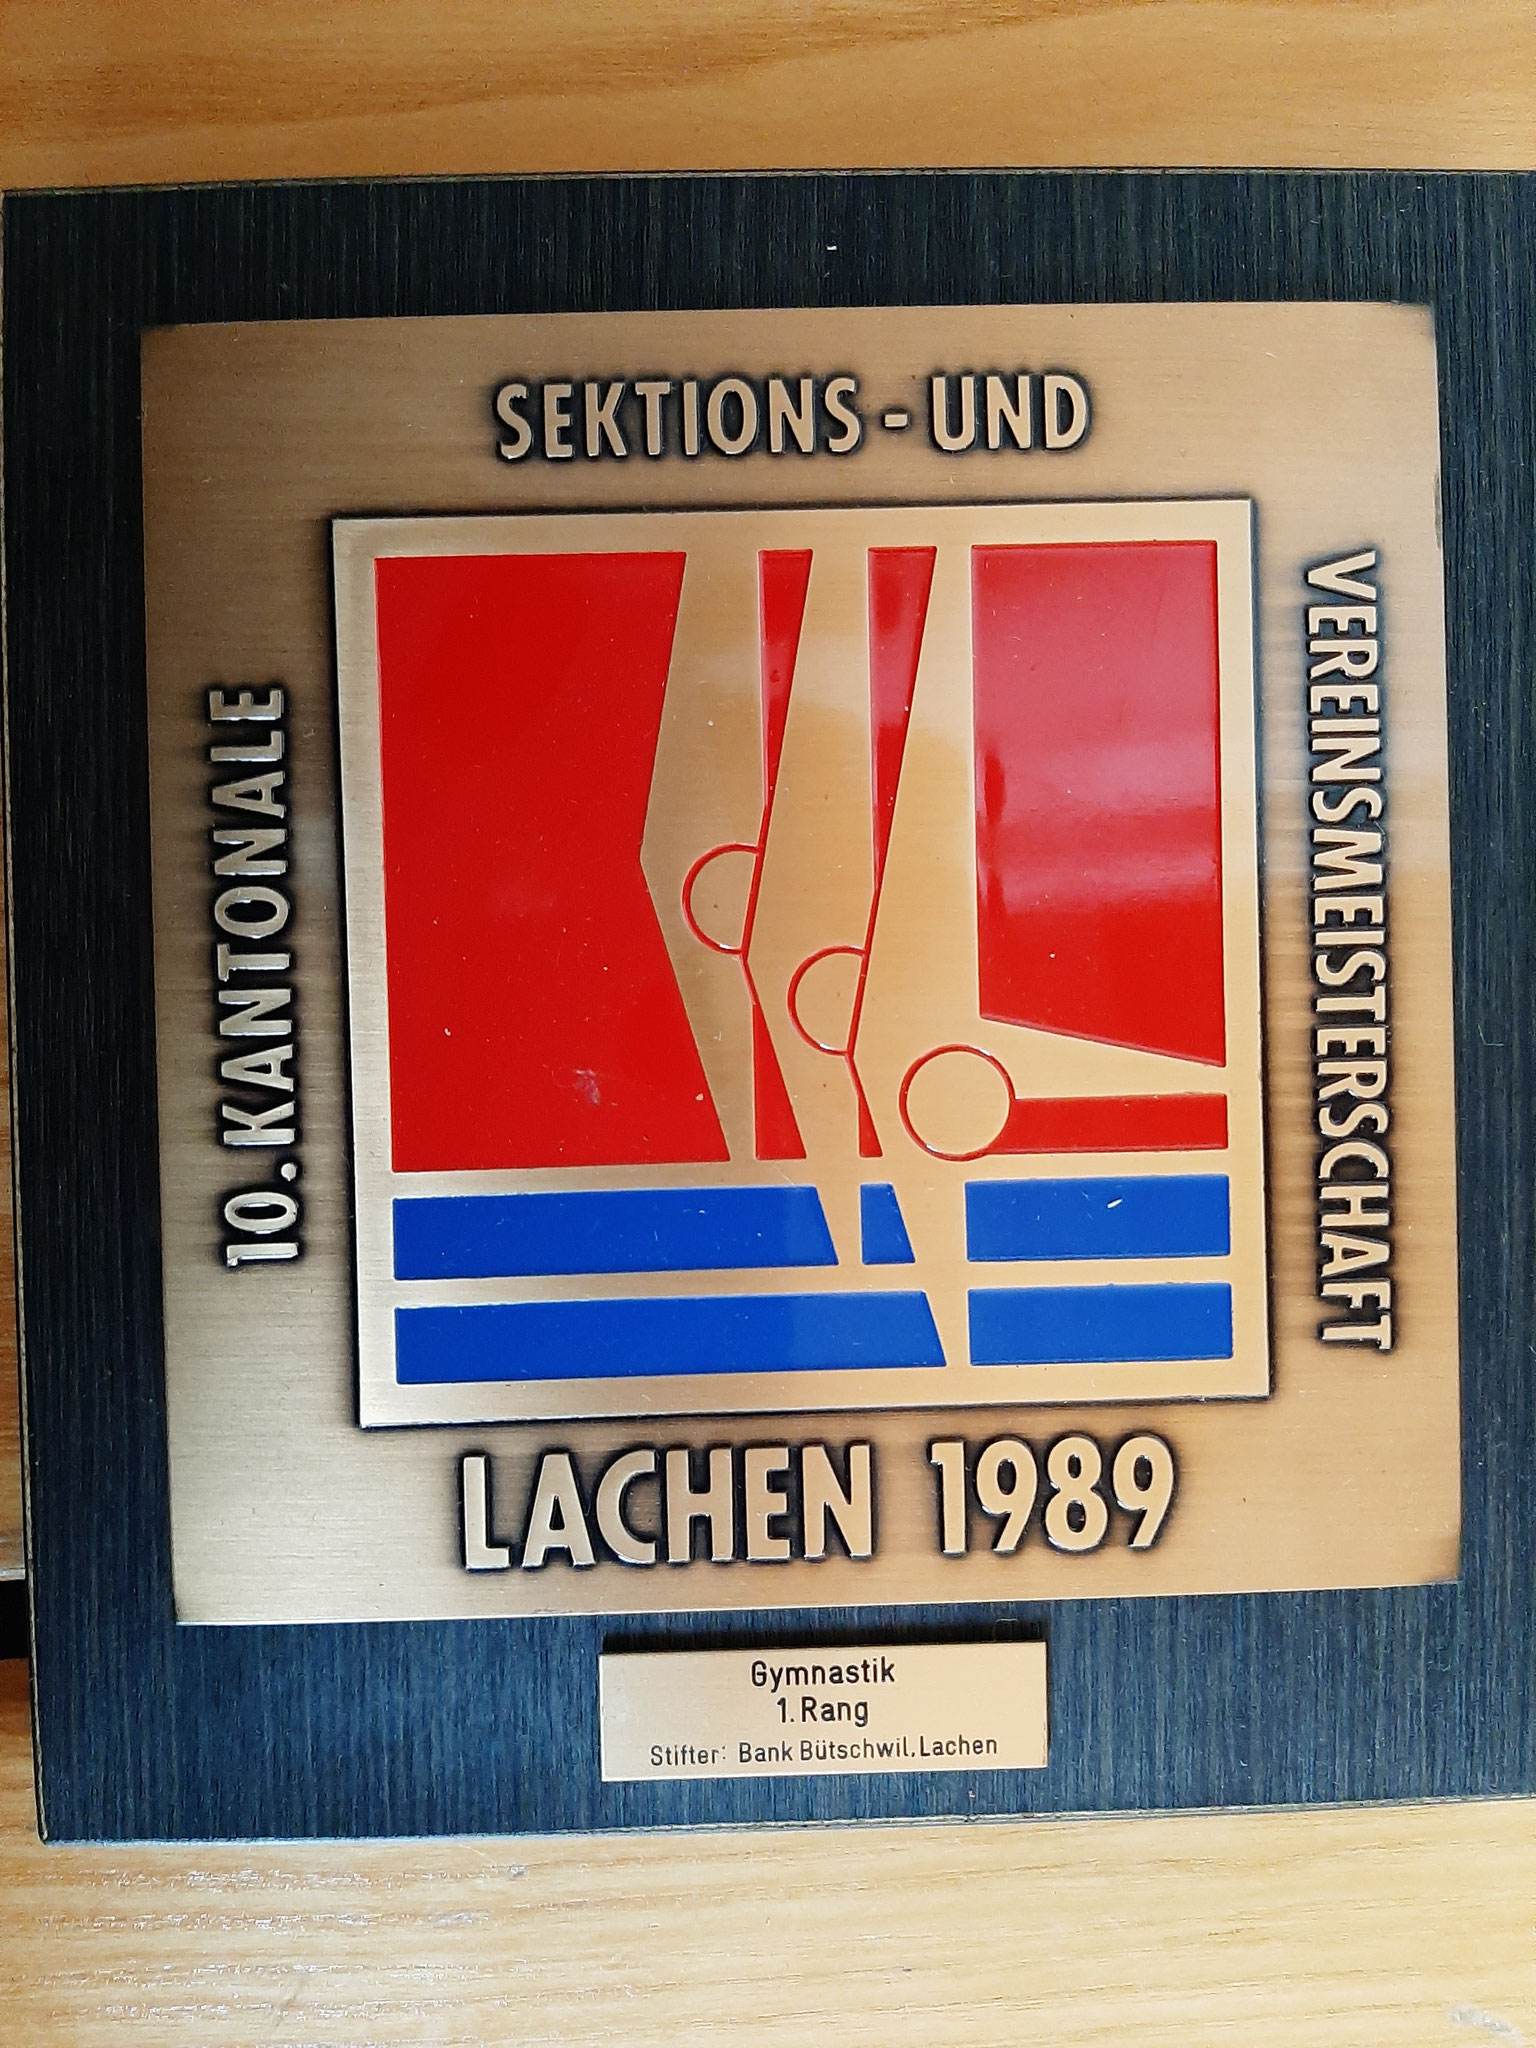 10. KANTONALE
SEKTIONS-UND
VEREINSMEISTERSCHAFT
LACHEN 1989
Gymnastik
1. Rang
Stifter: Bank Bütschwil, Lachen